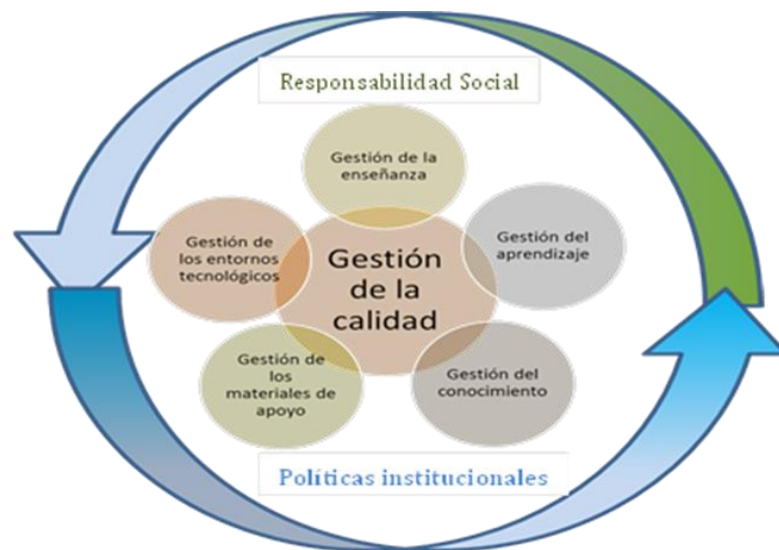 Responsabilidad Social
Gestión de la
enseñanza
Gestión de
los entornos
tecnológicos
Gestión
de la
calidad
Gestión del
aprendizaje
Gestión de
los
materiales de
apoyo
Gestión del
conocimiento
Políticas institucionales